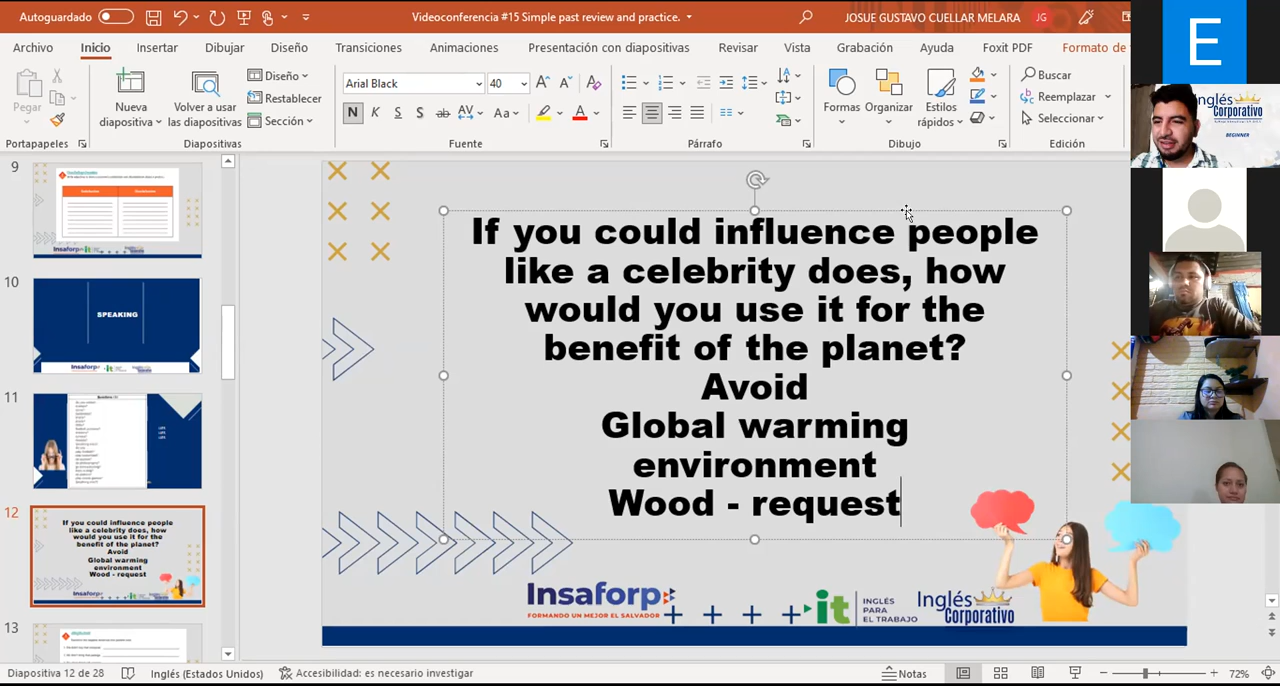 Autoguardado
Videoconferencia #15 Simple past review and practice.
JOSUE GUSTAVO CUELLAR MELARA
JG
Archivo
Inicio
Insertar
Dibujar
Diseño
Transiciones
Animaciones
Presentación con diapositivas
Revisar
Vista
Grabación
Ayuda
Foxit PDF
Formato de
Pegar
Nueva
diapositiva
Volver a usar
las diapositivas
Diseño
Restablecer
Sección
Arial Black
40
N K S S ab AV Aa
Formas
Organizar
Estilos
rápidos
Buscar
Reemplazar
Seleccionar
Portapapeles
Diapositivas
Fuente
Párrafo
Dibujo
Edición
E
Inglés
Corporativo
BEGINNER
9
10
SPEAKING
11
12
If you could influence people
like a celebrity does, how
would you use it for the
benefit of the planet?
Avoid
Global warming
environment
Wood - request
13
If you could influence people
like a celebrity does, how
would you use it for the
benefit of the planet?
Avoid
Global warming
environment
Wood - request
Insaforp
FORMANDO UN MEJOR EL SALVADOR
it
INGLÉS
PARA
EL TRABAJO
Inglés
Corporativo
Diapositiva 12 de 28
Inglés (Estados Unidos)
Accesibilidad: es necesario investigar
Notas
72%